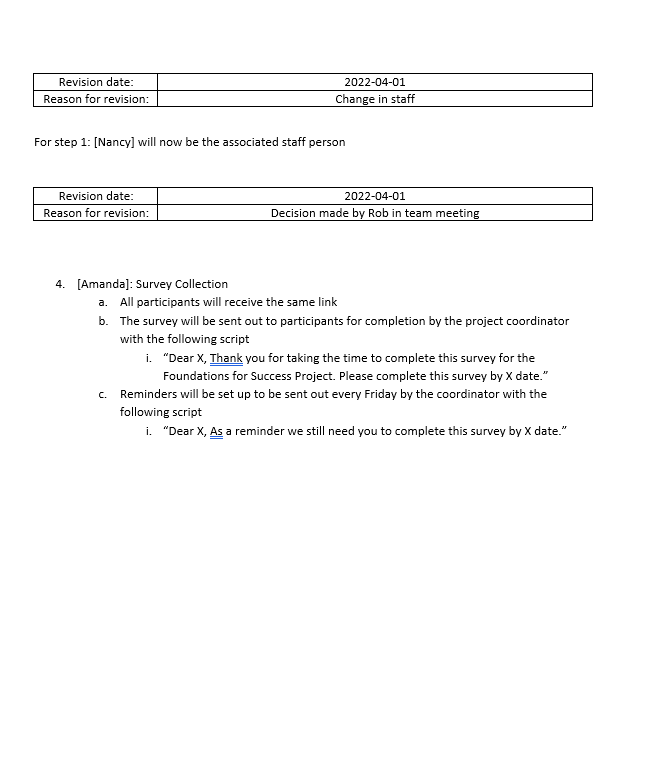 Revision date: 2022-04-01
Reason for revision: Change in staff
For step 1: [Nancy] will now be the associated staff person
Revision date: 2022-04-01
Reason for revision: Decision made by Rob in team meeting
4. [Amanda]: Survey Collection
a. All participants will receive the same link
b. The survey will be sent out to participants for completion by the project coordinator
with the following script
i. “Dear X, Thank you for taking the time to complete this survey for the
Foundations for Success Project. Please complete this survey by X date.”
c. Reminders will be set up to be sent out every Friday by the coordinator with the
following script
i. “Dear X, As a reminder we still need you to complete this survey by X date.”